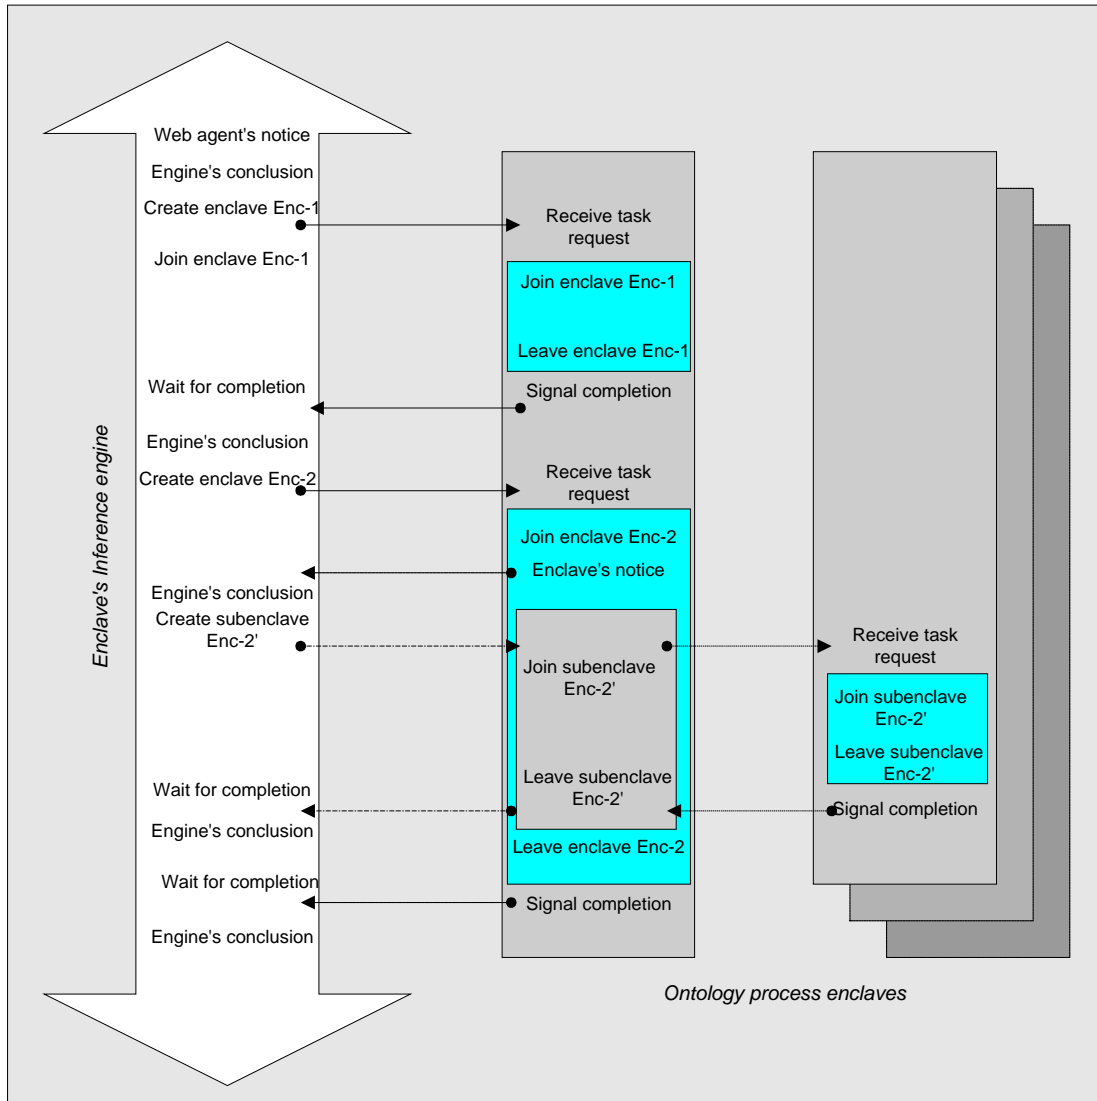 Web agent's notice
Engine's conclusion
Create enclave Enc-1
Join enclave Enc-1
Wait for completion
Engine's conclusion
Create enclave Enc-2
Engine's conclusion
Create subenclave
Enc-2'
Wait for completion
Engine's conclusion
Wait for completion
Engine's conclusion
Enclave's Inference engine
Receive task
request
Join enclave Enc-1
Leave enclave Enc-1
Signal completion
Receive task
request
Join enclave Enc-2
Enclave's notice
Join subenclave
Enc-2'
Leave subenclave
Enc-2'
Leave enclave Enc-2
Signal completion
Receive task
request
Join subenclave
Enc-2'
Leave subenclave
Enc-2'
Signal completion
Ontology process enclaves